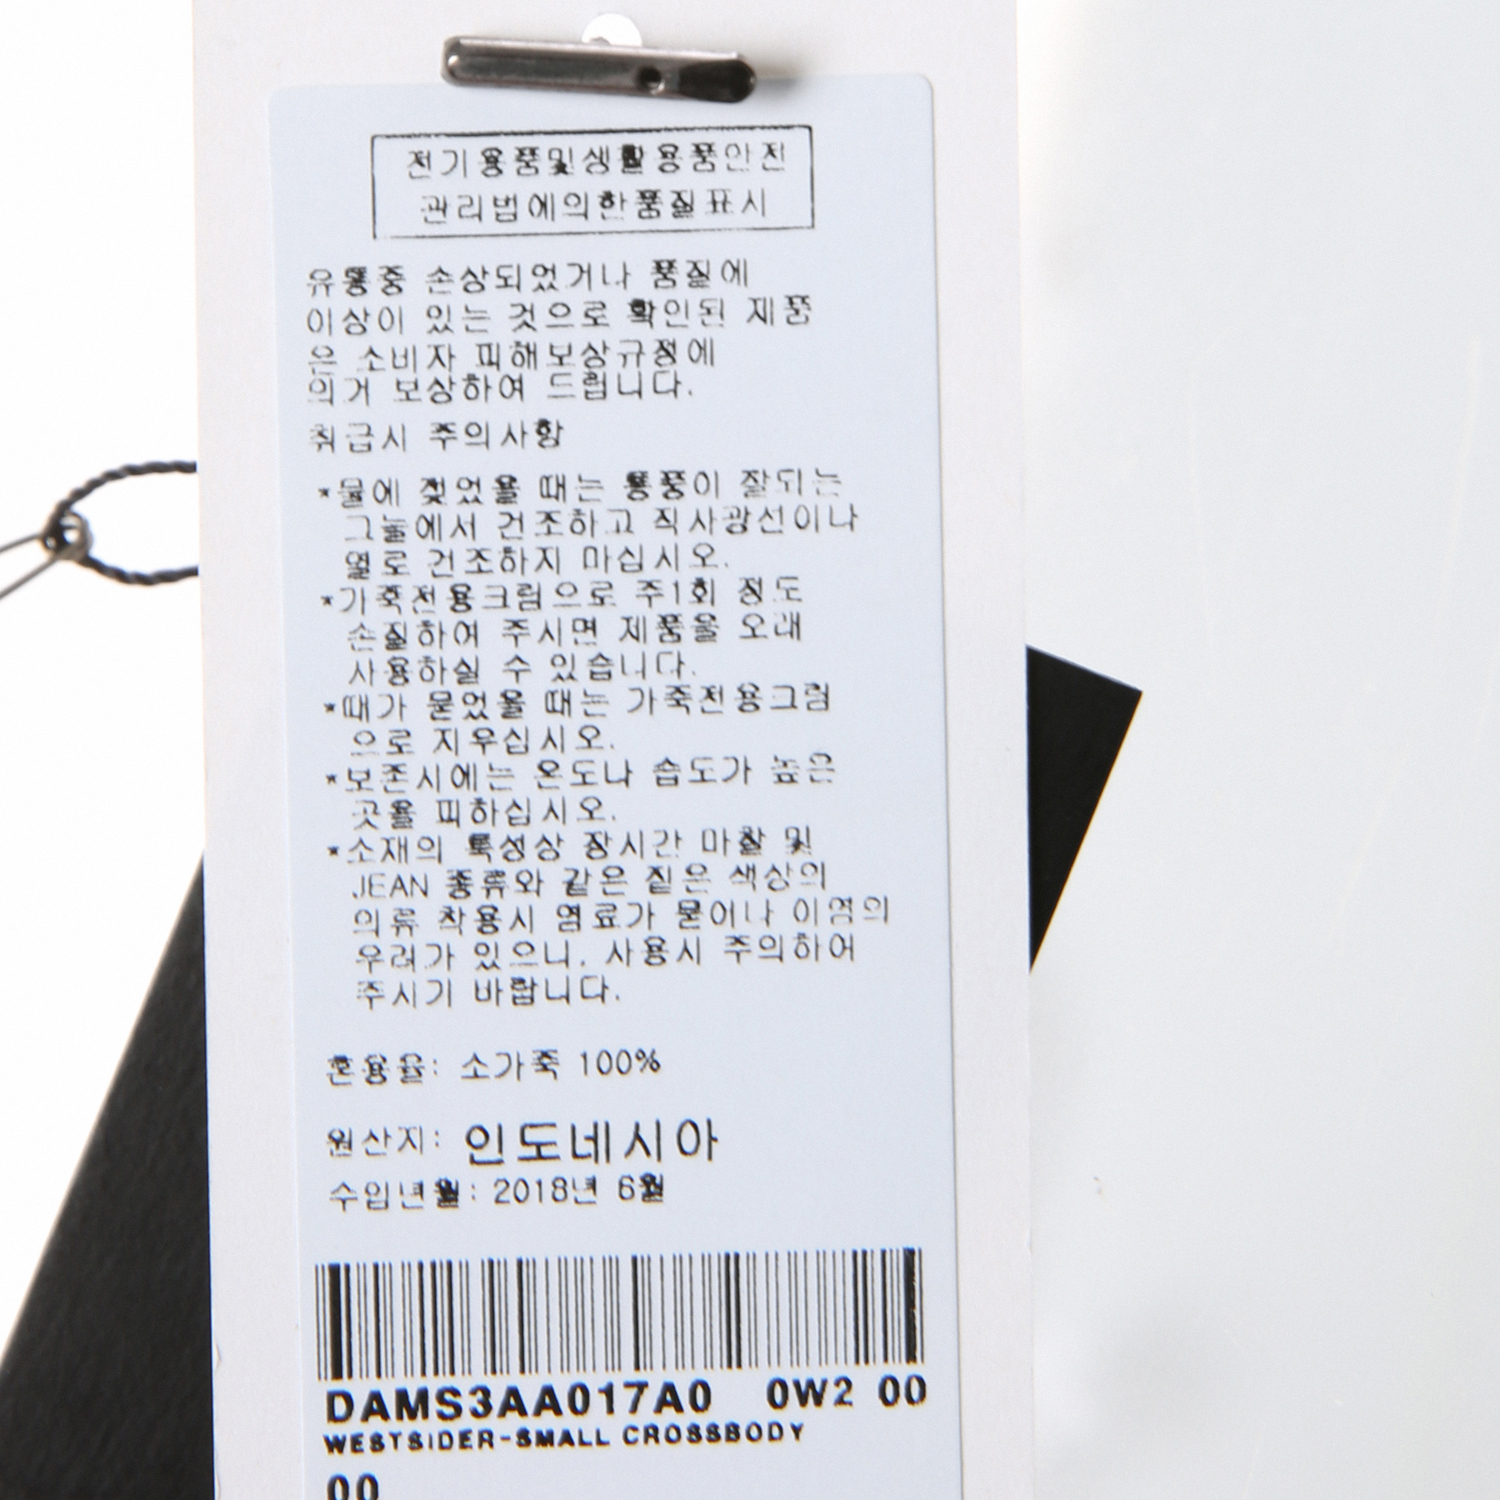 전기용품및생활용품안전
관리법에의한품질표시
유통중 손상되었거나 품질에
이상이 있는 것으로 확인된 제품
은 소비자 피해보상규정에
의거 보상하여 드립니다.
취급시 주의사항
*물에 젖었을 때는 통풍이 잘되는
그늘에서 건조하고 직사광선이나
열로 건조하지 마십시오.
*가죽전용크림으로 주1회 정도
손질하여 주시면 제품을 오래
사용하실 수 있습니다.
*때가 묻었을 때는 가죽전용크림
으로 지우십시오.
*보존시에는 온도나 습도가 높은
곳을 피하십시오.
*소재의 특성상 장시간 마찰 및
JEAN 종류와 같은 짙은 색상의
의류 착용시 염료가 묻어나 이염의
우려가 있으니, 사용시 주의하여
주시기 바랍니다.
혼용율: 소가죽 100%
원산지: 인도네시아
수입년월: 2018년 6월
DAMS3AA017A0 0W2 00
WESTSIDER-SMALL CROSSBODY
00